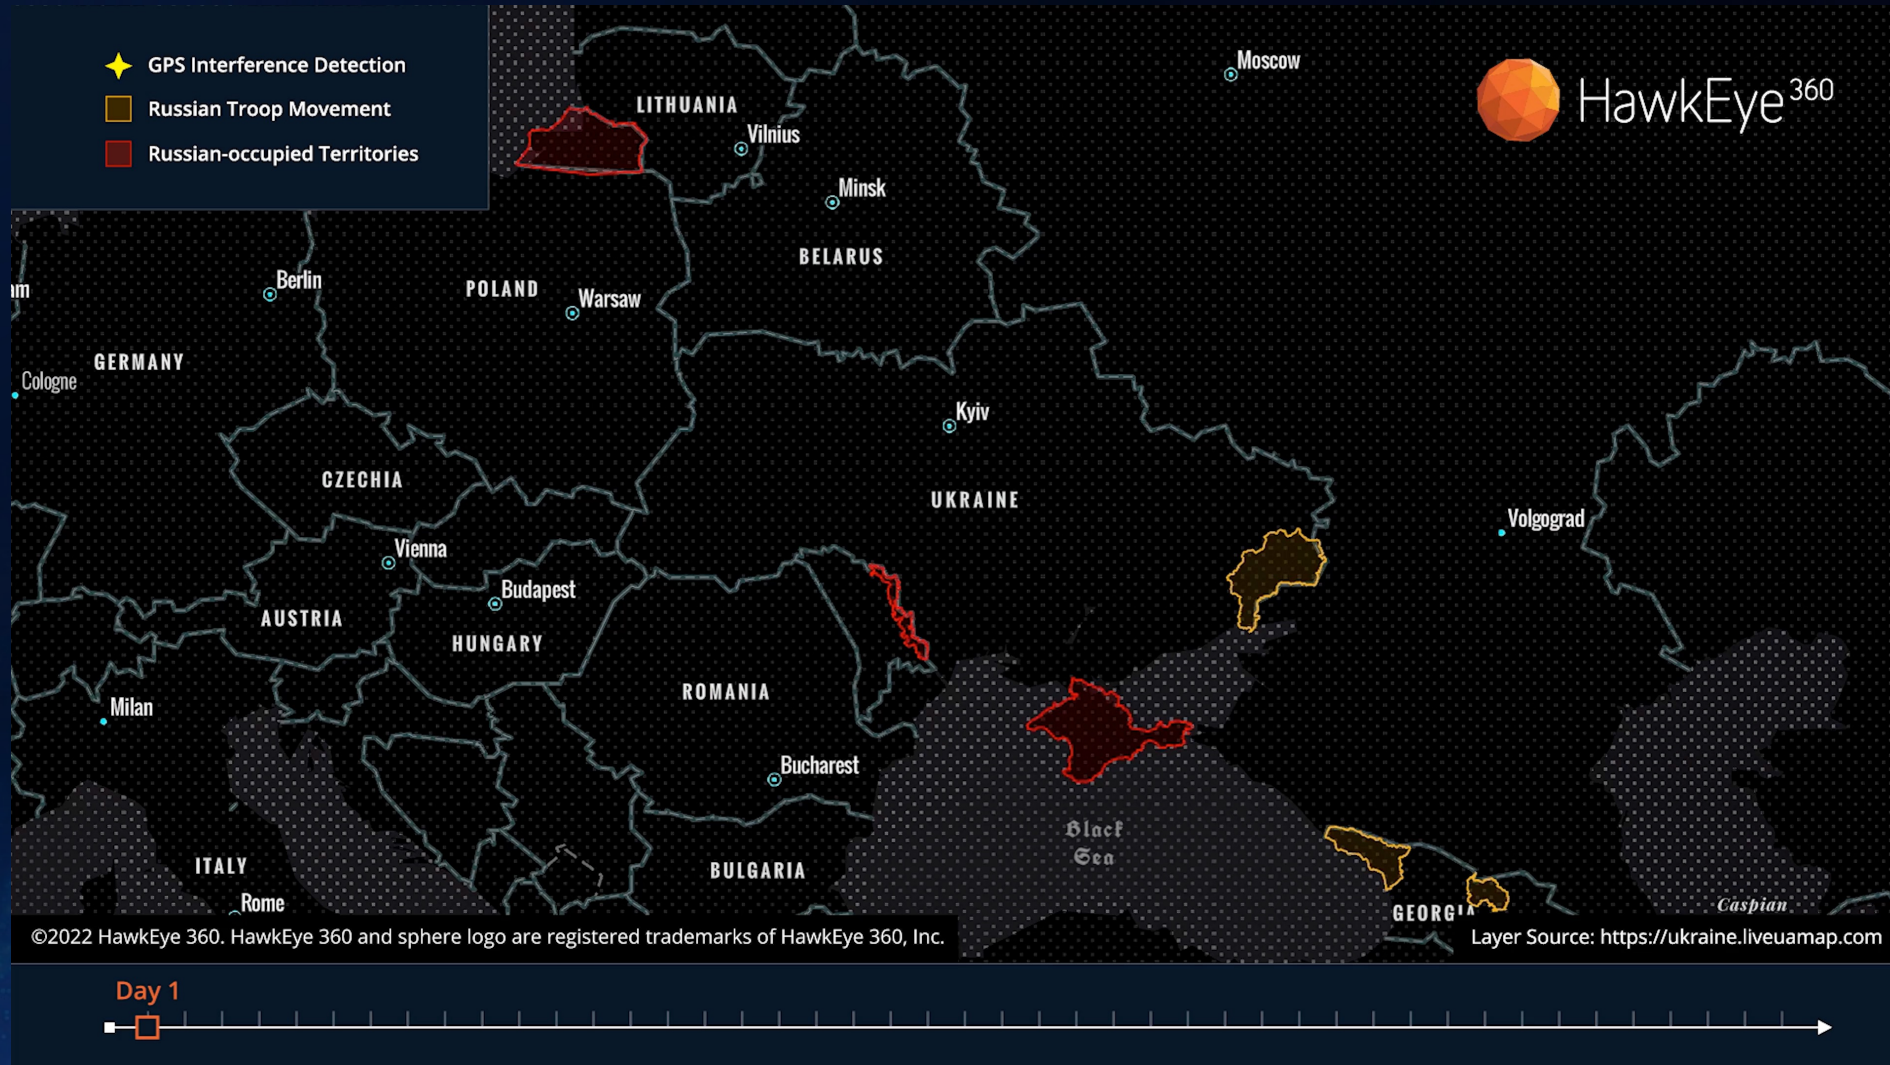 GPS Interference Detection
Russian Troop Movement
Russian-occupied Territories
HawkEye360
Moscow
LITHUANIA
Vilnius
Minsk
BELARUS
Berlin
am
POLAND
Warsaw
GERMANY
Cologne
Kyiv
CZECHIA
UKRAINE
Volgograd
Vienna
Budapest
AUSTRIA
HUNGARY
ROMANIA
Milan
Bucharest
Black
Sea
ITALY
BULGARIA
Rome
GEORGIA
Caspian
©2022 HawkEye 360. HawkEye 360 and sphere logo are registered trademarks of HawkEye 360, Inc.
Layer Source: https://ukraine.liveuamap.com
Day 1